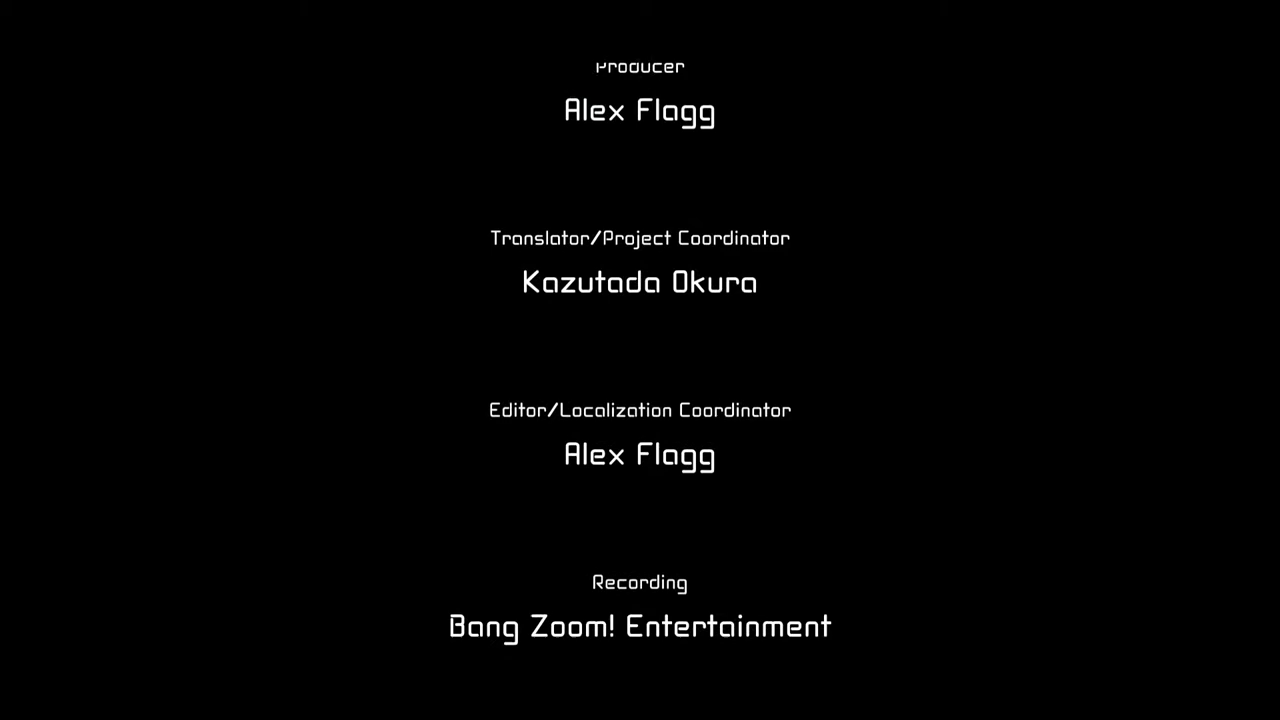 Producer
Alex Flagg
Translator/Project Coordinator
Kazutada Okura
Editor/Localization Coordinator
Alex Flagg
Recording
Bang Zoom! Entertainment